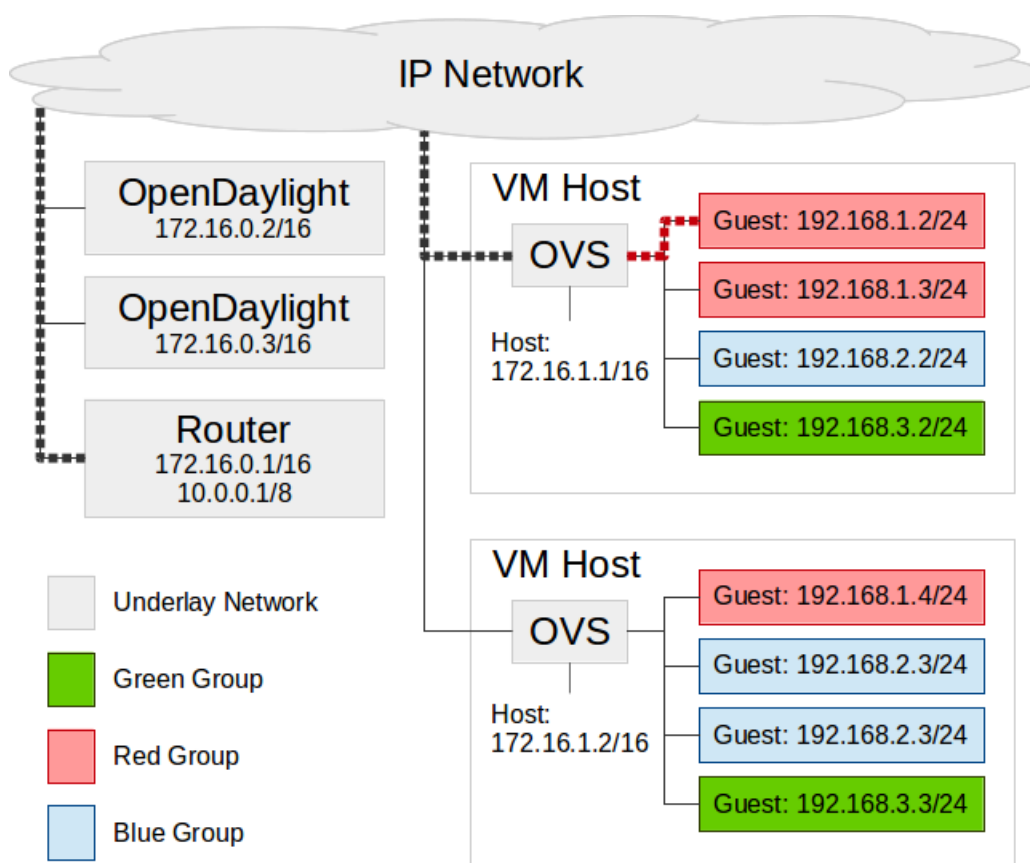 IP Network
OpenDaylight
172.16.0.2/16
OpenDaylight
172.16.0.3/16
Router
172.16.0.1/16
10.0.0.1/8
Underlay Network
Green Group
Red Group
Blue Group
VM Host
OVS
Host:
172.16.1.1/16
Guest: 192.168.1.2/24
Guest: 192.168.1.3/24
Guest: 192.168.2.2/24
Guest: 192.168.3.2/24
VM Host
OVS
Host:
172.16.1.2/16
Guest: 192.168.1.4/24
Guest: 192.168.2.3/24
Guest: 192.168.2.3/24
Guest: 192.168.3.3/24